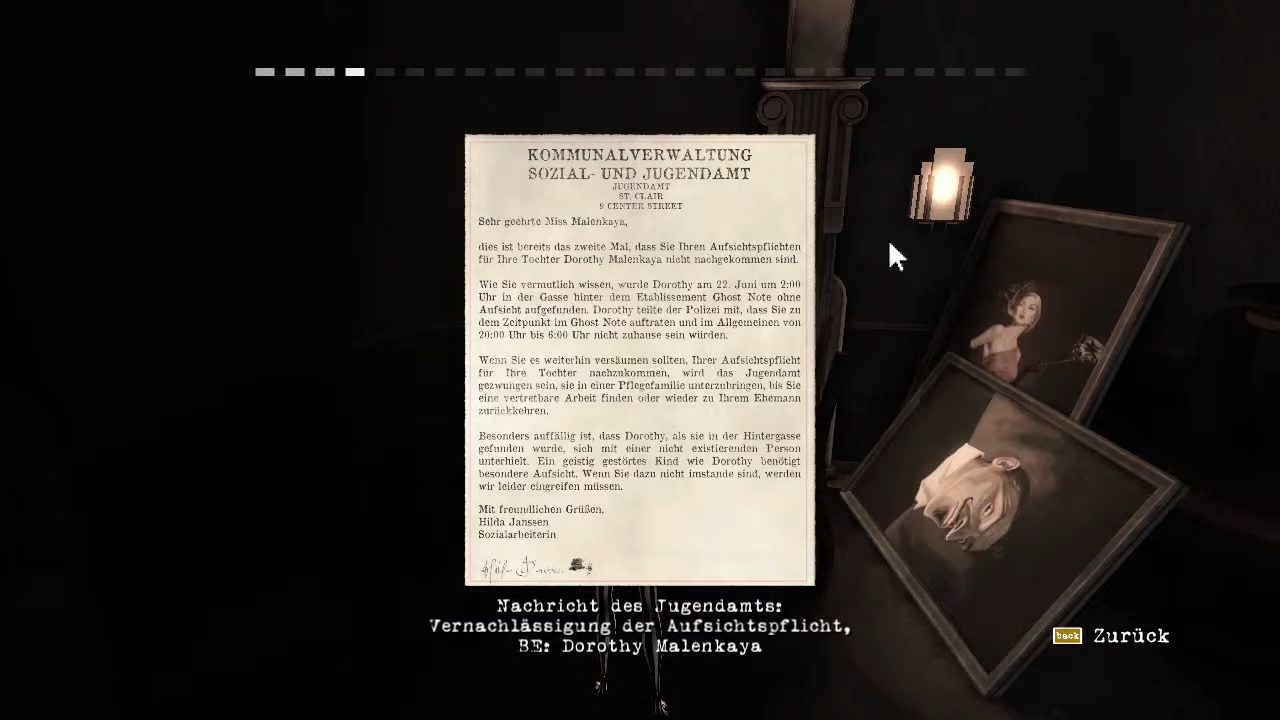 KOMMUNALVERWALTUNG
SOZIAL- UND JUGENDAMT
JUGENDAMT
ST. CLAIR
9 CENTER STREET
Sehr geehrte Miss Malenkaya,
dies ist bereits das zweite Mal, dass Sie Ihren Aufsichtspflichten
für Ihre Tochter Dorothy Malenkaya nicht nachgekommen sind.
Wie Sie vermutlich wissen, wurde Dorothy am 22. Juni um 2:00
Uhr in der Gasse hinter dem Etablissement Ghost Note ohne
Aufsicht aufgefunden. Dorothy teilte der Polizei mit, dass Sie zu
dem Zeitpunkt im Ghost Note auftraten und im Allgemeinen von
20:00 Uhr bis 6:00 Uhr nicht zuhause sein würden.
Wenn Sie es weiterhin versäumen sollten, Ihrer Aufsichtspflicht
für Ihre Tochter nachzukommen, wird das Jugendamt
gezwungen sein, sie in einer Pflegefamilie unterzubringen, bis Sie
eine vertretbare Arbeit finden oder wieder zu Ihrem Ehemann
zurückkehren.
Besonders auffällig ist, dass Dorothy, als sie in der Hintergasse
gefunden wurde, sich mit einer nicht existierenden Person
unterhielt. Ein geistig gestörtes Kind wie Dorothy benötigt
besondere Aufsicht. Wenn Sie dazu nicht imstande sind, werden
wir leider eingreifen müssen.
Mit freundlichen Grüßen,
Hilda Janssen
Sozialarbeiterin
Nachricht des Jugendamts:
Vernachlässigung der Aufsichtspflicht,
BE: Dorothy Malenkaya
back Zurück